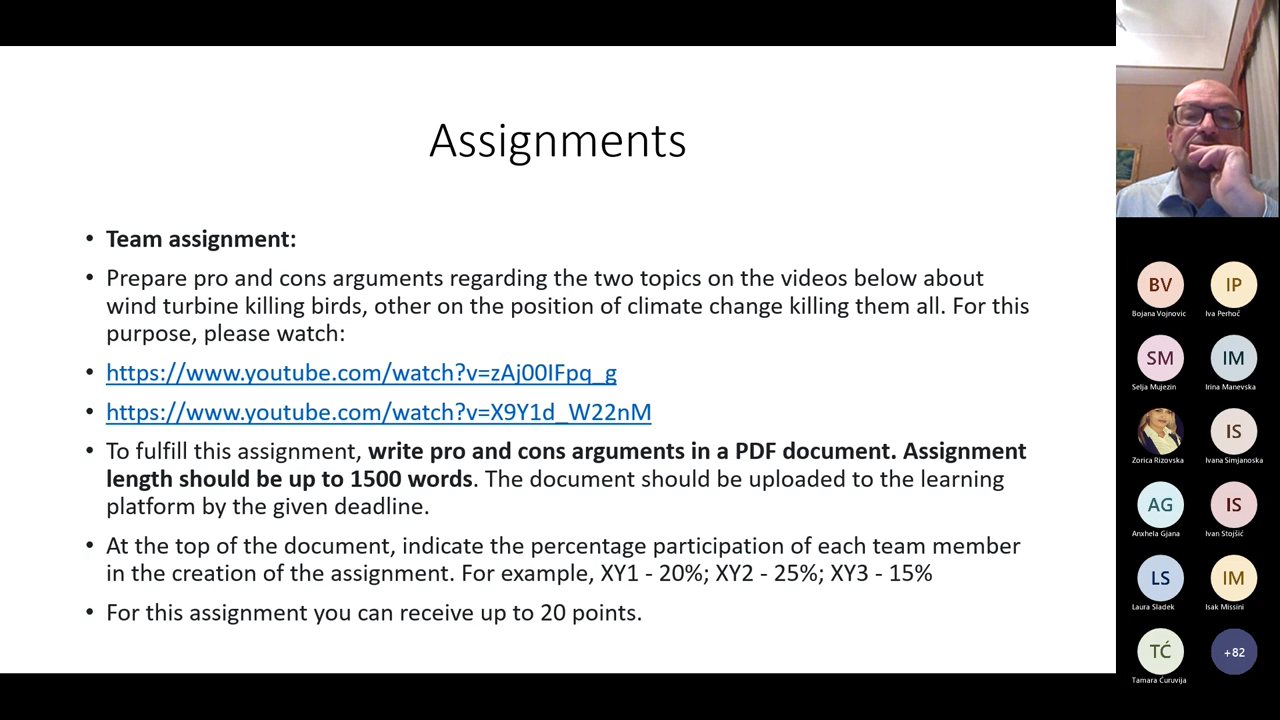 Assignments
• Team assignment:
• Prepare pro and cons arguments regarding the two topics on the videos below about
wind turbine killing birds, other on the position of climate change killing them all. For this
purpose, please watch:
• https://www.youtube.com/watch?v=zAj00IFpq_g
• https://www.youtube.com/watch?v=X9Y1d_W22nM
• To fulfill this assignment, write pro and cons arguments in a PDF document. Assignment
length should be up to 1500 words. The document should be uploaded to the learning
platform by the given deadline.
• At the top of the document, indicate the percentage participation of each team member
in the creation of the assignment. For example, XY1 - 20%; XY2 - 25%; XY3 - 15%
• For this assignment you can receive up to 20 points.
BV
Bojana Vojnovic
IP
Iva Perhoč
SM
Selja Mujezin
IM
Irina Manevska
Zorica Rizovska
IS
Ivana Simjanoska
AG
Anxhela Gjana
IS
Ivan Stojšić
LS
Laura Sladek
IM
Isak Missini
TĆ
Tamara Ćuruvija
+82